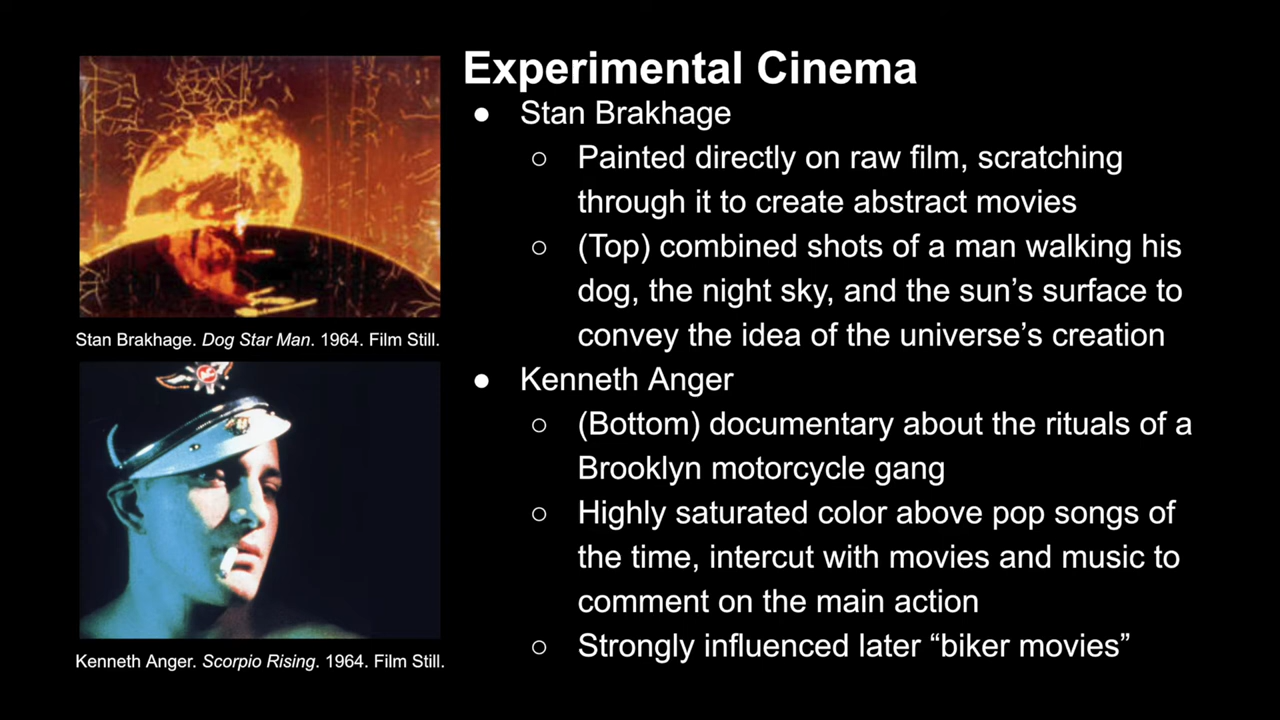 Experimental Cinema
● Stan Brakhage
○ Painted directly on raw film, scratching
through it to create abstract movies
○ (Top) combined shots of a man walking his
dog, the night sky, and the sun’s surface to
convey the idea of the universe’s creation
● Kenneth Anger
○ (Bottom) documentary about the rituals of a
Brooklyn motorcycle gang
○ Highly saturated color above pop songs of
the time, intercut with movies and music to
comment on the main action
○ Strongly influenced later “biker movies”
Stan Brakhage. Dog Star Man. 1964. Film Still.
AC
Kenneth Anger. Scorpio Rising. 1964. Film Still.